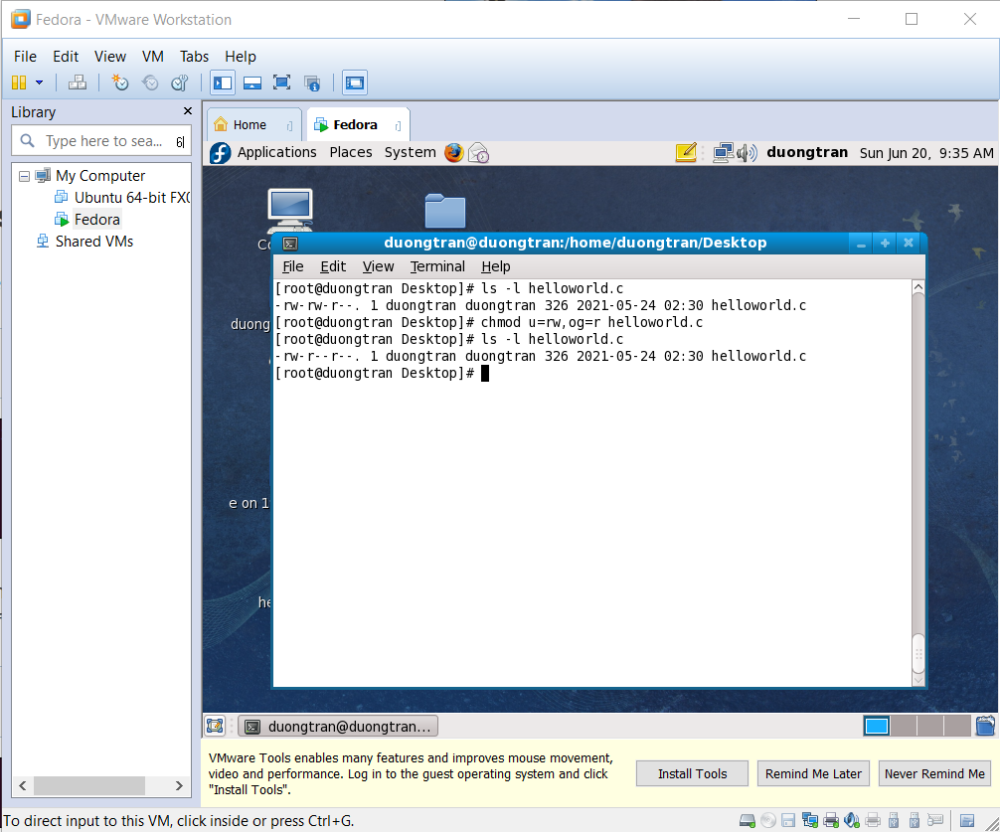 Fedora - VMware Workstation
File Edit View VM Tabs Help
Library
Home
Fedora
Type here to sea... 6
Applications Places System
duongtran Sun Jun 20, 9:35 AM
My Computer
Ubuntu 64-bit FX
Fedora
Shared VMs
duongtran@duongtran:/home/duongtran/Desktop
File Edit View Terminal Help
[root@duongtran Desktop]# ls -l helloworld.c
-rw-rw-r--. 1 duongtran duongtran 326 2021-05-24 02:30 helloworld.c
[root@duongtran Desktop]# chmod u=rw,og=r helloworld.c
[root@duongtran Desktop]# ls -l helloworld.c
-rw-r--r--. 1 duongtran duongtran 326 2021-05-24 02:30 helloworld.c
[root@duongtran Desktop]#
duong
e on 1
he
duongtran@duongtran...
VMware Tools enables many features and improves mouse movement,
video and performance. Log in to the guest operating system and click
"Install Tools".
Install Tools
Remind Me Later
Never Remind Me
To direct input to this VM, click inside or press Ctrl+G.